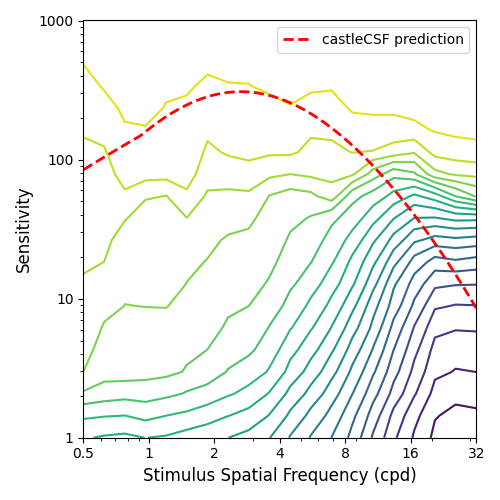 1000
castleCSF prediction
100
Sensitivity
10
1
0.5 1 2 4 8 16 32
Stimulus Spatial Frequency (cpd)